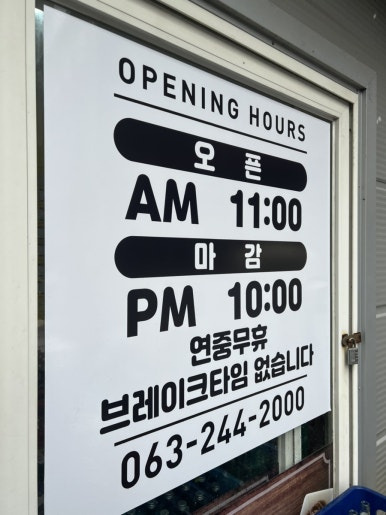 OPENING HOURS
오 픈
AM 11:00
마 감
PM 10:00
연중무휴
브레이크타임 없습니다
063-244-2000